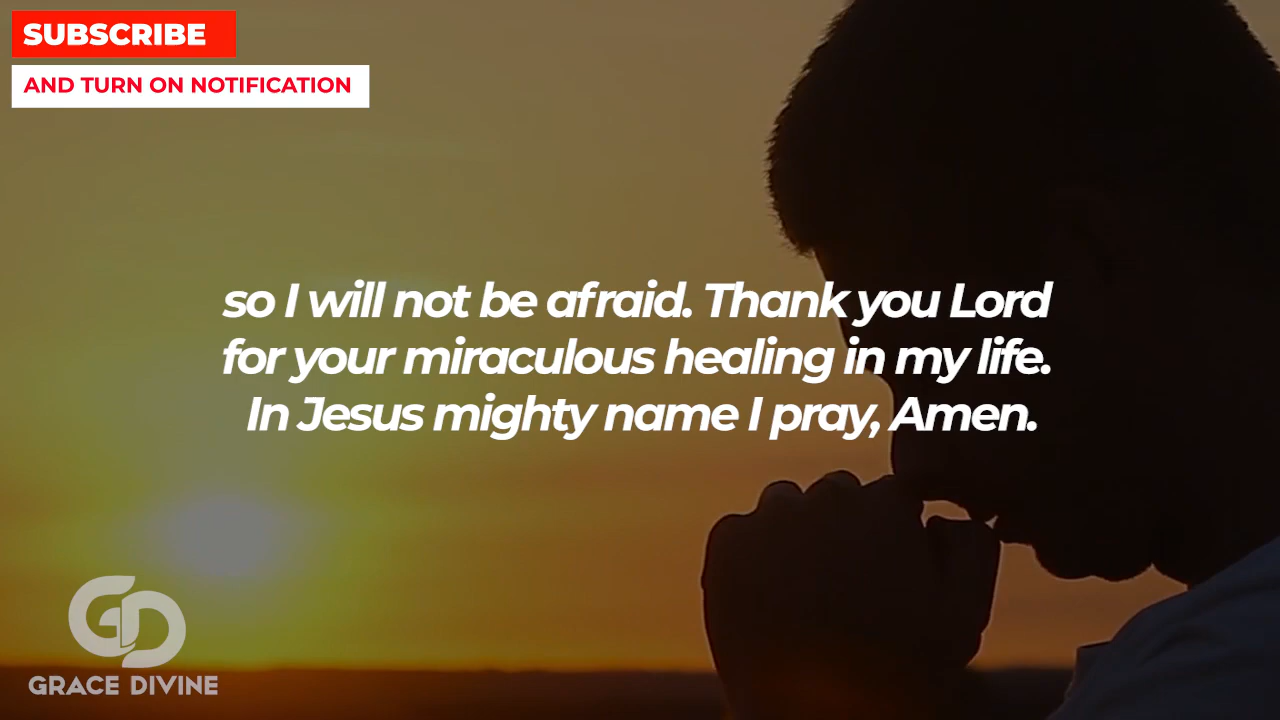 SUBSCRIBE
AND TURN ON NOTIFICATION
so I will not be afraid. Thank you Lord
for your miraculous healing in my life.
In Jesus mighty name I pray, Amen.
GD
GRACE DIVINE